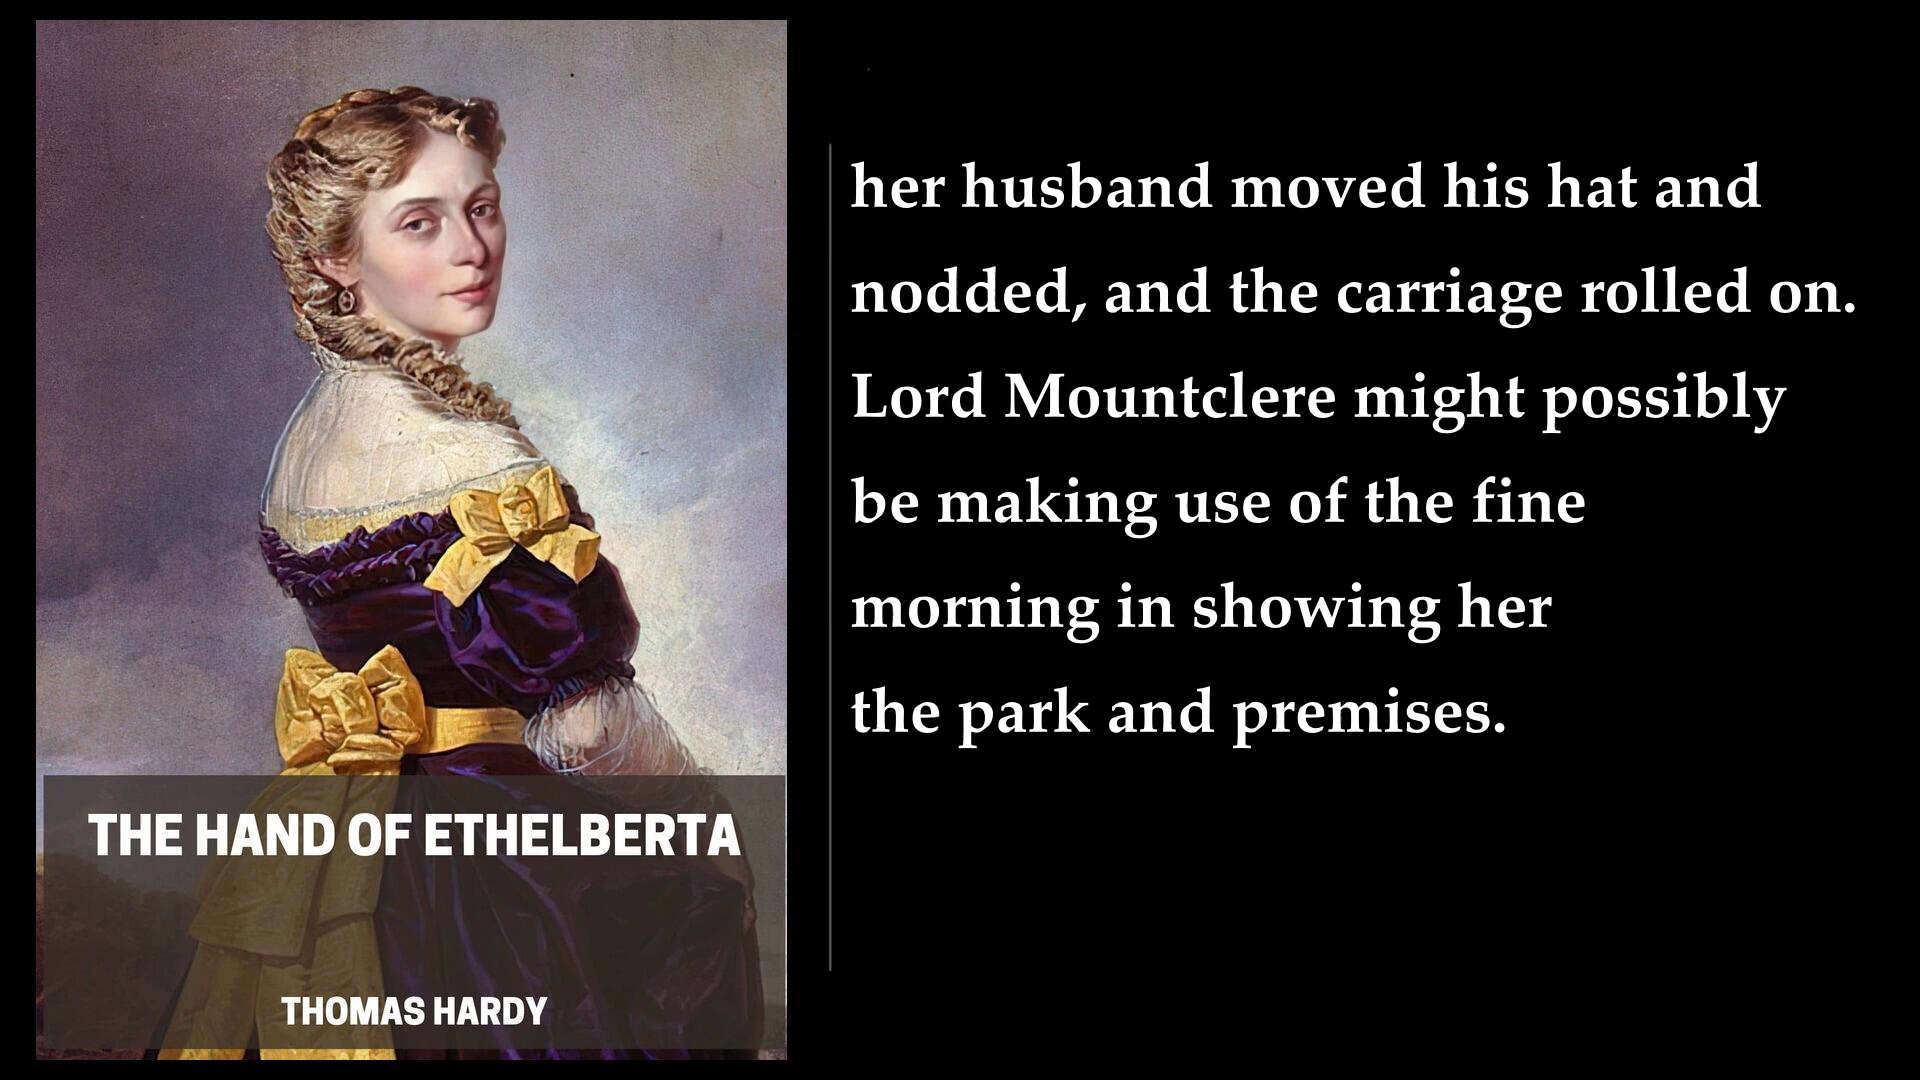 her husband moved his hat and
nodded, and the carriage rolled on.
Lord Mountclere might possibly
be making use of the fine
morning in showing her
the park and premises.
THE HAND OF ETHELBERTA
THOMAS HARDY